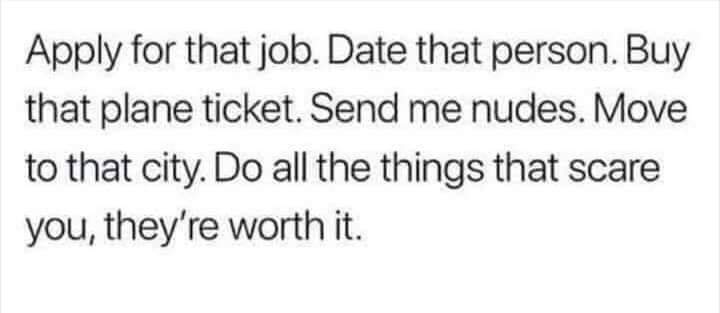 Apply for that job. Date that person. Buy
that plane ticket. Send me nudes. Move
to that city. Do all the things that scare
you, they're worth it.